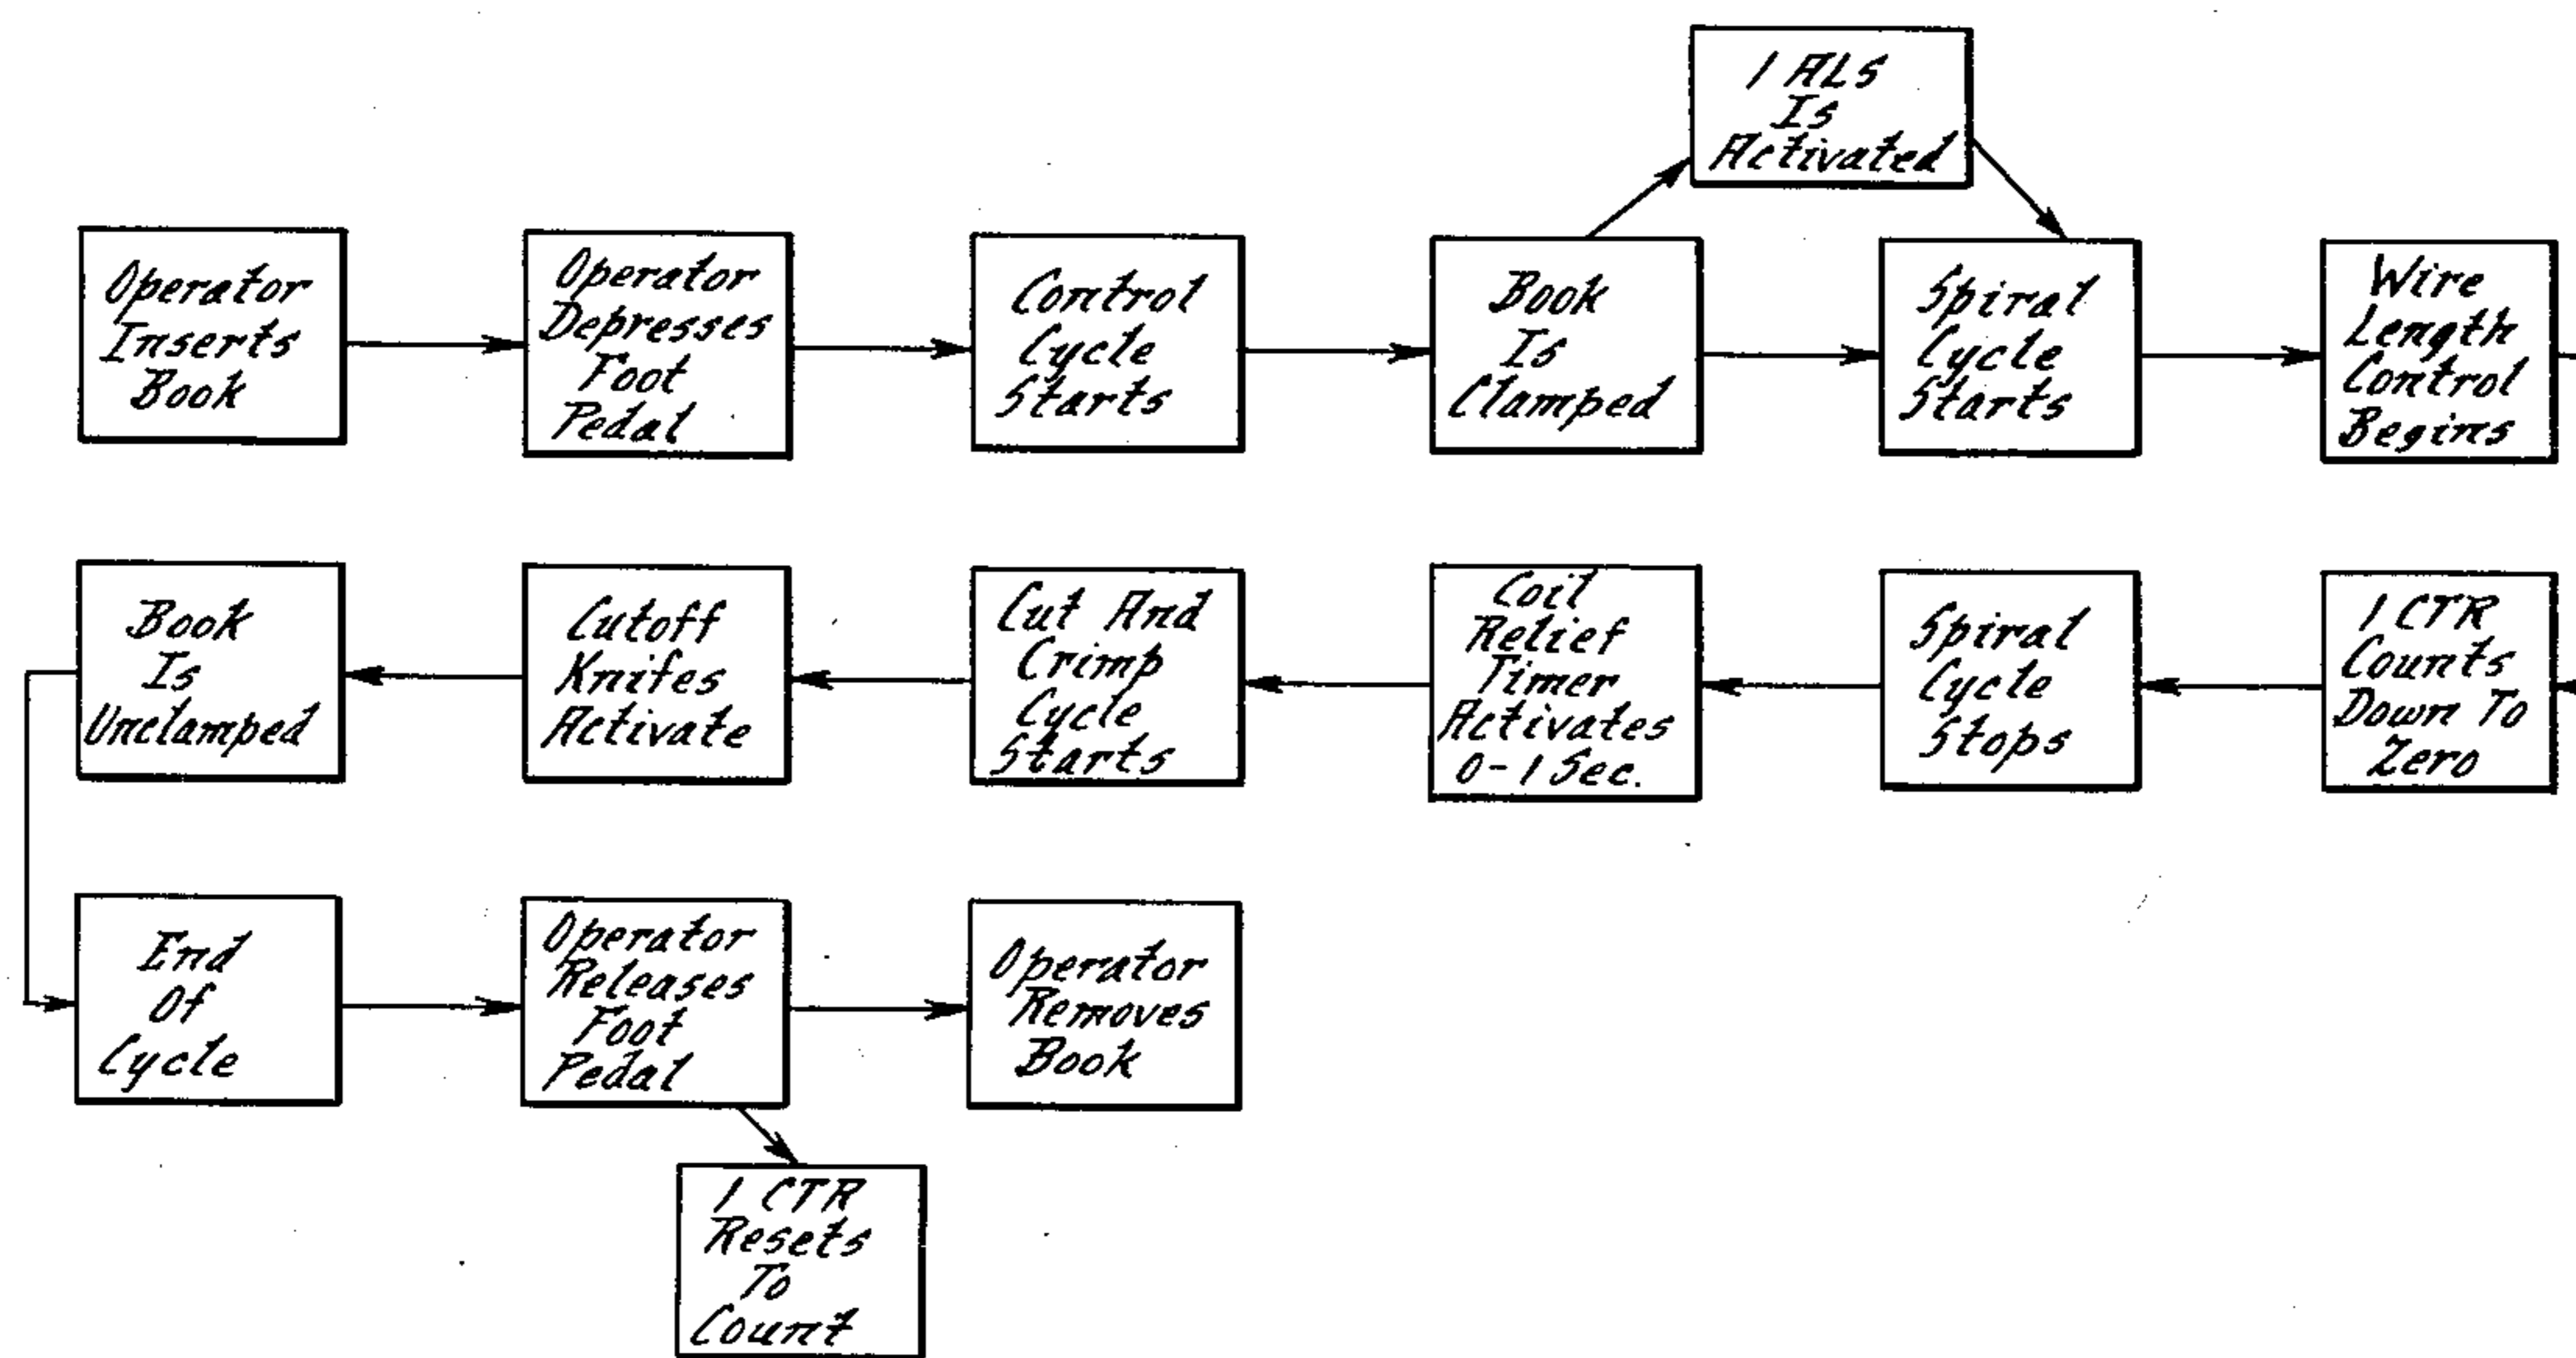 1 ALS
Is
Activated
Operator
Inserts
Book
Operator
Depresses
Foot
Pedal
Control
Cycle
Starts
Book
Is
Clamped
Spiral
Cycle
Starts
Wire
Length
Control
Begins
1 CTR
Counts
Down To
Zero
Spiral
Cycle
Stops
Coil
Relief
Timer
Activates
0-1 Sec.
Cut And
Crimp
Cycle
Starts
Cutoff
Knifes
Activate
Book
Is
Unclamped
End
Of
Cycle
Operator
Releases
Foot
Pedal
Operator
Removes
Book
1 CTR
Resets
To
Count